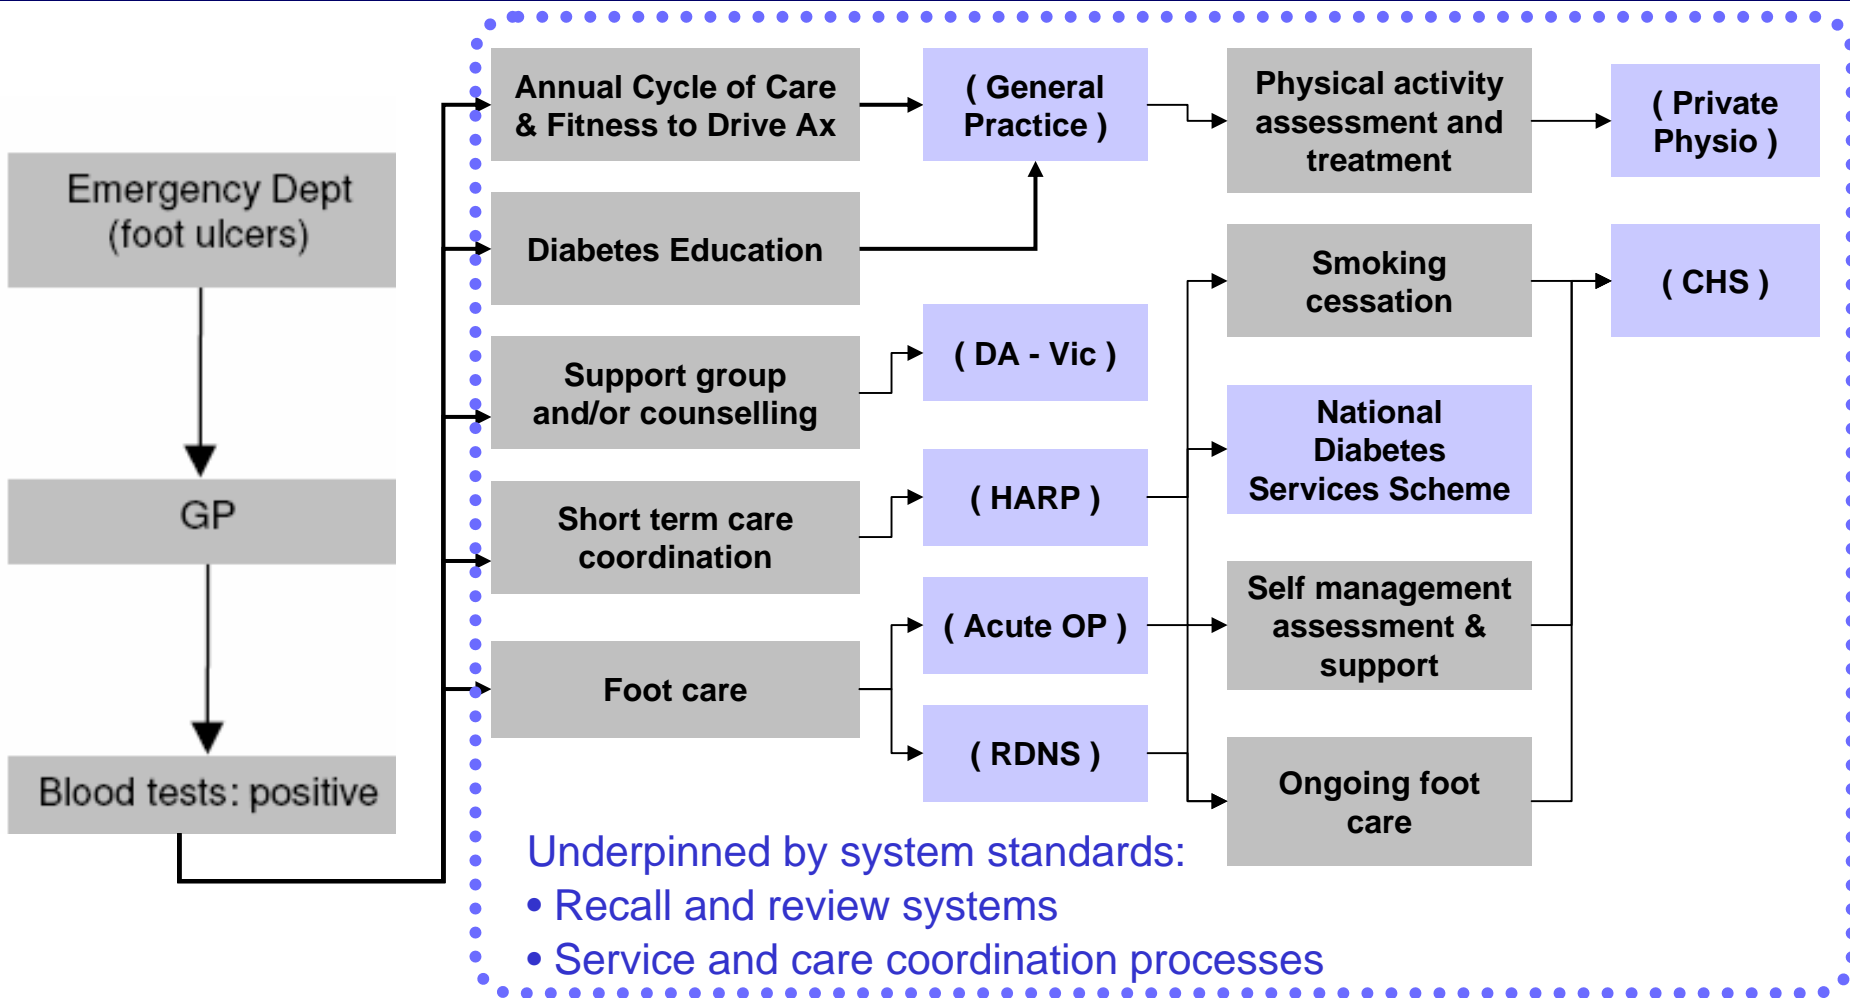 Emergency Dept
(foot ulcers)
GP
Blood tests: positive
Annual Cycle of Care
& Fitness to Drive Ax
Diabetes Education
Support group
and/or counselling
Short term care
coordination
Foot care
( General
Practice )
( DA - Vic )
( HARP )
( Acute OP )
( RDNS )
Physical activity
assessment and
treatment
Smoking
cessation
National
Diabetes
Services Scheme
Self management
assessment &
support
Ongoing foot
care
( Private
Physio )
( CHS )
Underpinned by system standards:
• Recall and review systems
• Service and care coordination processes